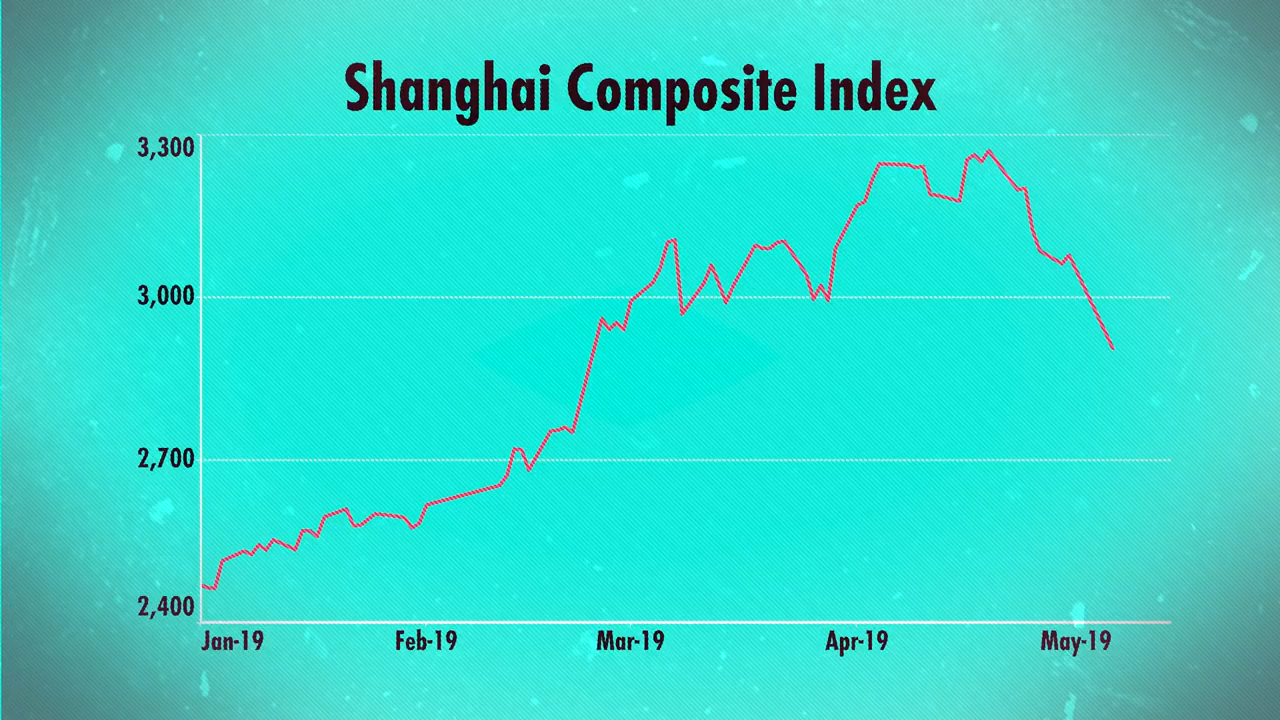 Shanghai Composite Index
3,300
3,000
2,700
2,400
Jan-19 Feb-19 Mar-19 Apr-19 May-19